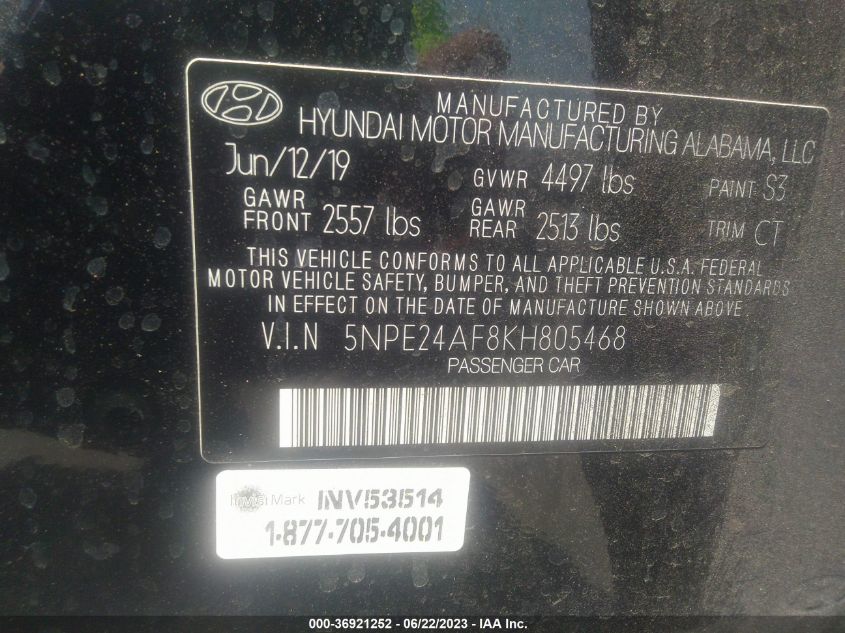 MANUFACTURED BY
HYUNDAI MOTOR MANUFACTURING ALABAMA, LLC
Jun/12/19 GVWR 4497 lbs PAINT S3
GAWR FRONT 2557 lbs GAWR REAR 2513 lbs TRIM CT
THIS VEHICLE CONFORMS TO ALL APPLICABLE U.S.A. FEDERAL
MOTOR VEHICLE SAFETY, BUMPER, AND THEFT PREVENTION STANDARDS
IN EFFECT ON THE DATE OF MANUFACTURE SHOWN ABOVE.
V.I.N 5NPE24AF8KH805468
PASSENGER CAR
InvisiMark INV53514
1-877-705-4001
000-36921252 - 06/22/2023 - © IAA, Inc.